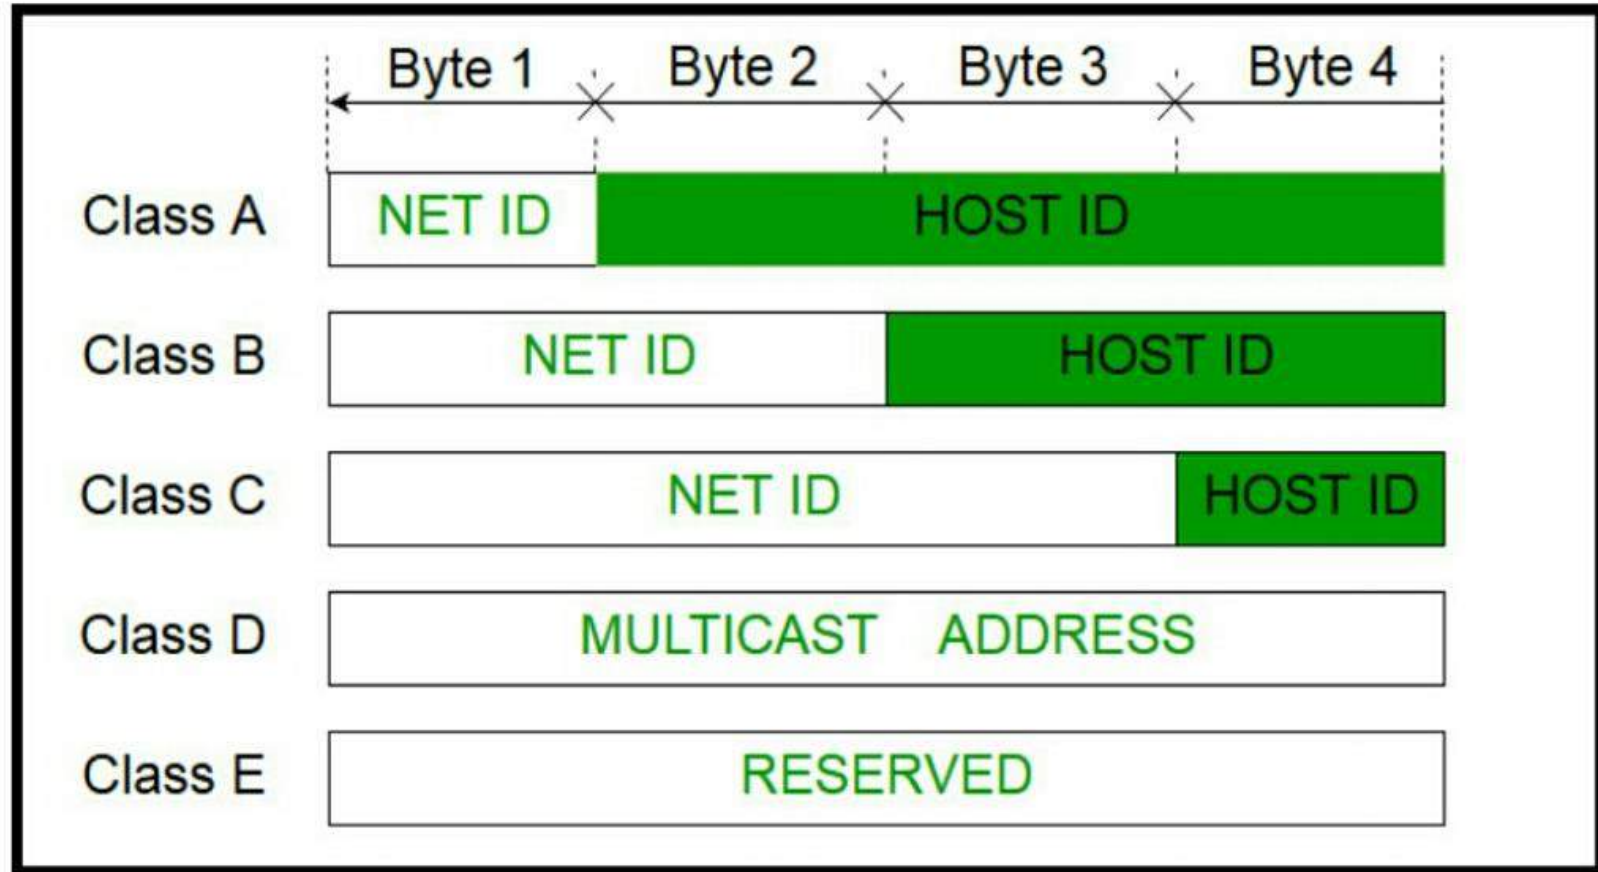 Byte 1 Byte 2 Byte 3 Byte 4
Class A NET ID HOST ID
Class B NET ID HOST ID
Class C NET ID HOST ID
Class D MULTICAST ADDRESS
Class E RESERVED